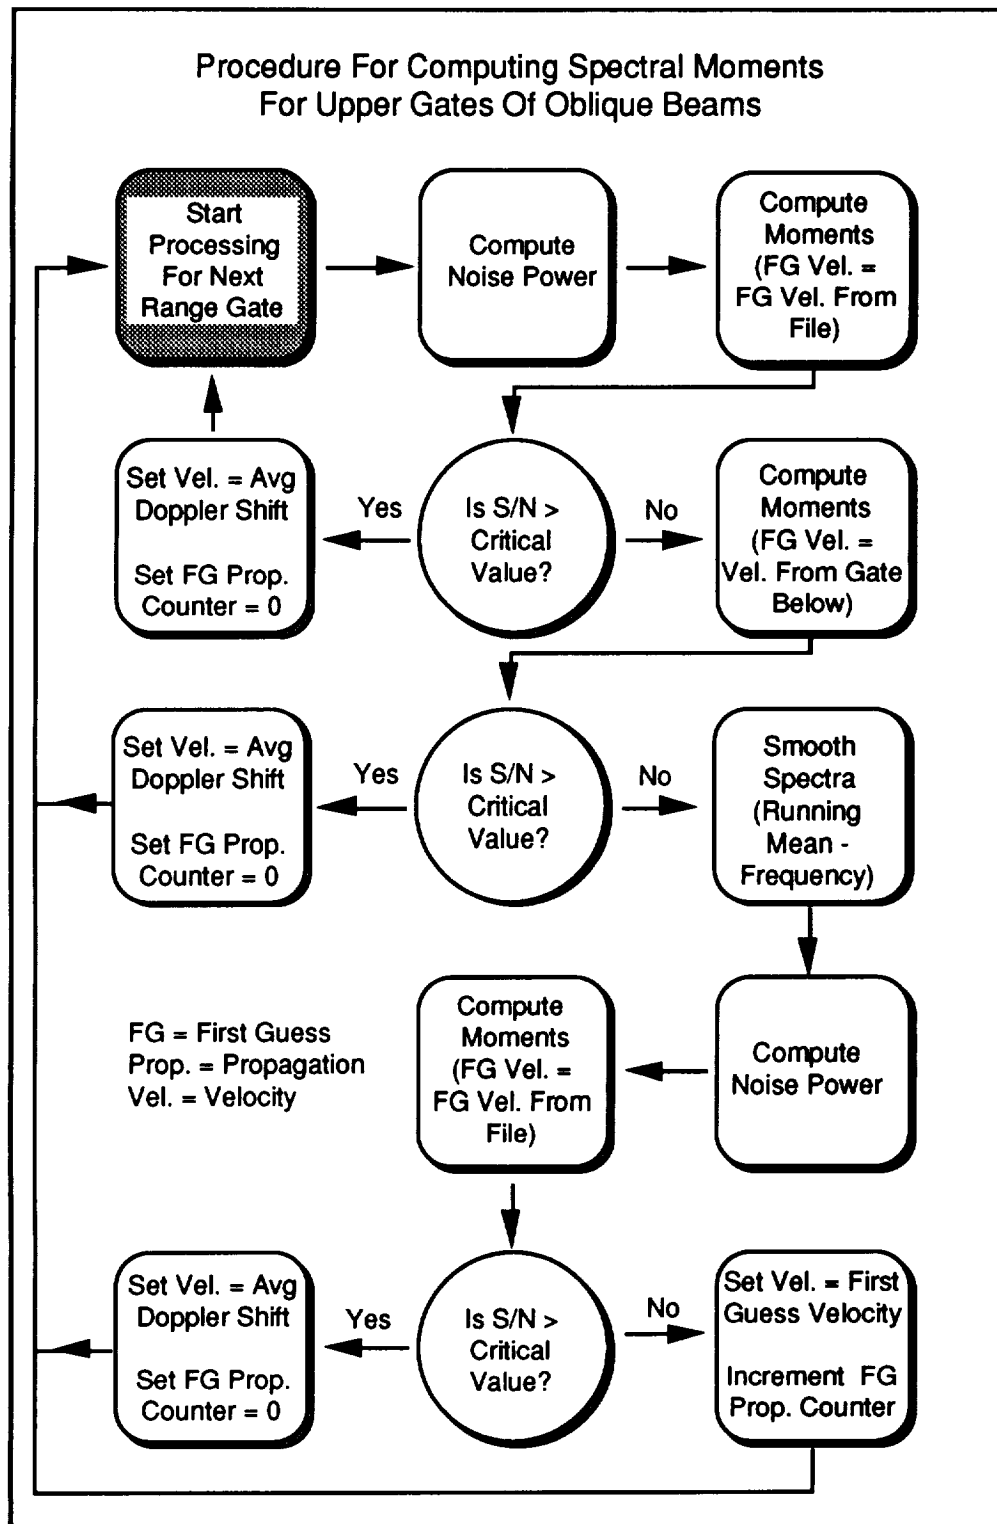 Procedure For Computing Spectral Moments
For Upper Gates Of Oblique Beams
Start
Processing
For Next
Range Gate
Compute
Noise Power
Compute
Moments
(FG Vel. =
FG Vel. From
File)
Set Vel. = Avg
Doppler Shift
Set FG Prop.
Counter = 0
Yes
Is S/N >
Critical
Value?
No
Compute
Moments
(FG Vel. =
Vel. From Gate
Below)
Set Vel. = Avg
Doppler Shift
Set FG Prop.
Counter = 0
Yes
Is S/N >
Critical
Value?
No
Smooth
Spectra
(Running
Mean -
Frequency)
FG = First Guess
Prop. = Propagation
Vel. = Velocity
Compute
Moments
(FG Vel. =
FG Vel. From
File)
Compute
Noise Power
Set Vel. = Avg
Doppler Shift
Set FG Prop.
Counter = 0
Yes
Is S/N >
Critical
Value?
No
Set Vel. = First
Guess Velocity
Increment FG
Prop. Counter